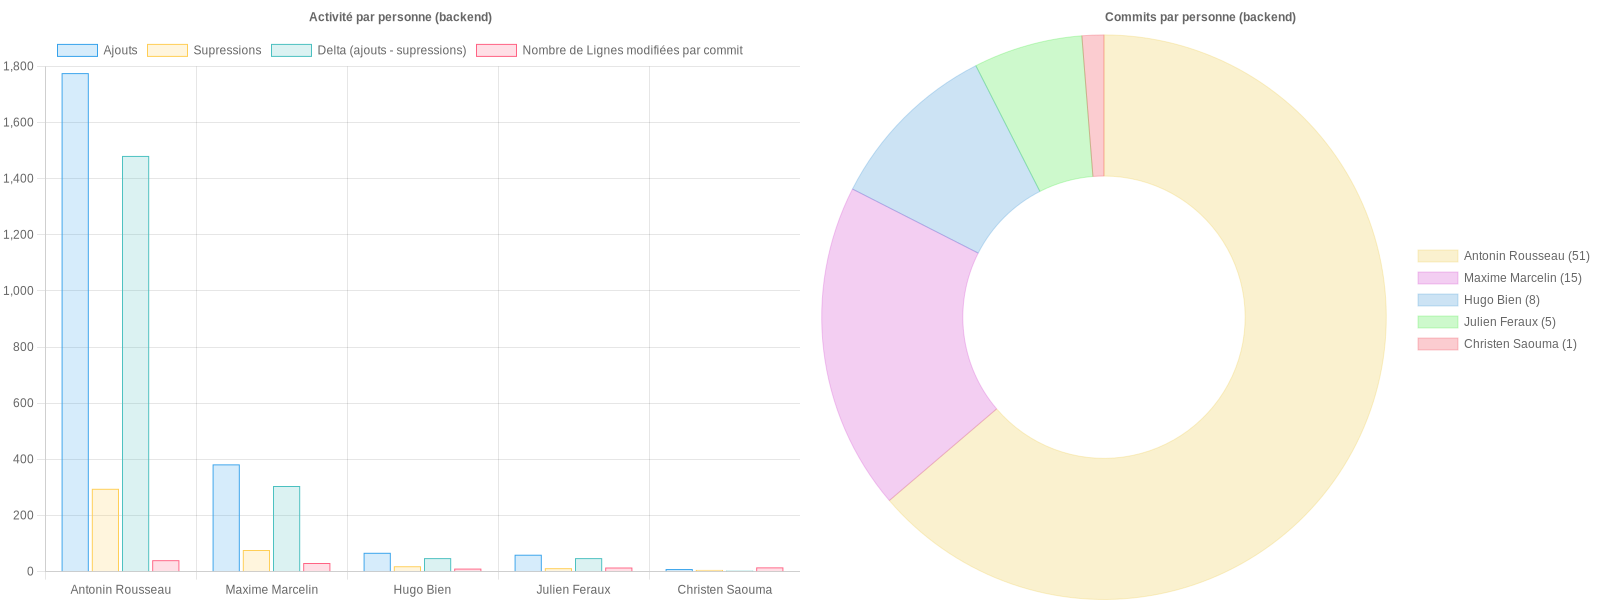 Activité par personne (backend)
Ajouts
Supressions
Delta (ajouts - supressions)
Nombre de Lignes modifiées par commit
1,800
1,600
1,400
1,200
1,000
800
600
400
200
0
Antonin Rousseau
Maxime Marcelin
Hugo Bien
Julien Feraux
Christen Saouma
Commits par personne (backend)
Antonin Rousseau (51)
Maxime Marcelin (15)
Hugo Bien (8)
Julien Feraux (5)
Christen Saouma (1)